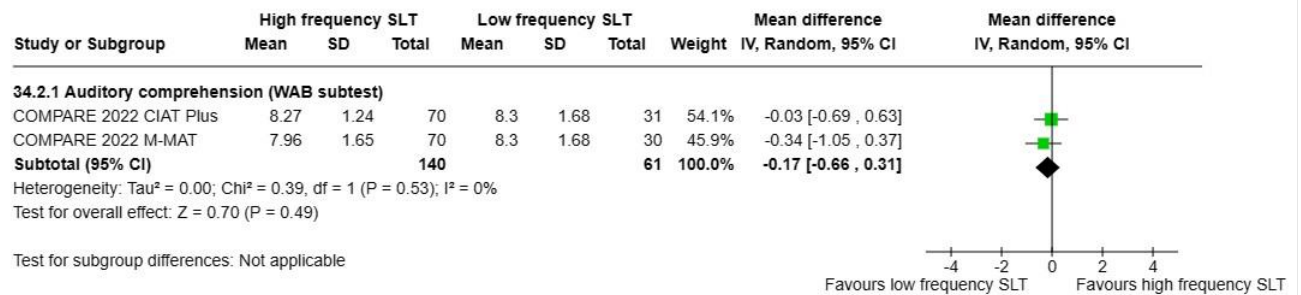 High frequency SLT Low frequency SLT Mean difference Mean difference
Study or Subgroup Mean SD Total Mean SD Total Weight IV, Random, 95% CI IV, Random, 95% CI
34.2.1 Auditory comprehension (WAB subtest)
COMPARE 2022 CIAT Plus 8.27 1.24 70 8.3 1.68 31 54.1% -0.03 [-0.69 , 0.63]
COMPARE 2022 M-MAT 7.96 1.65 70 8.3 1.68 30 45.9% -0.34 [-1.05 , 0.37]
Subtotal (95% CI) 140 61 100.0% -0.17 [-0.66 , 0.31]
Heterogeneity: Tau² = 0.00; Chi² = 0.39, df = 1 (P = 0.53); I² = 0%
Test for overall effect: Z = 0.70 (P = 0.49)
Test for subgroup differences: Not applicable
-4 -2 0 2 4
Favours low frequency SLT Favours high frequency SLT